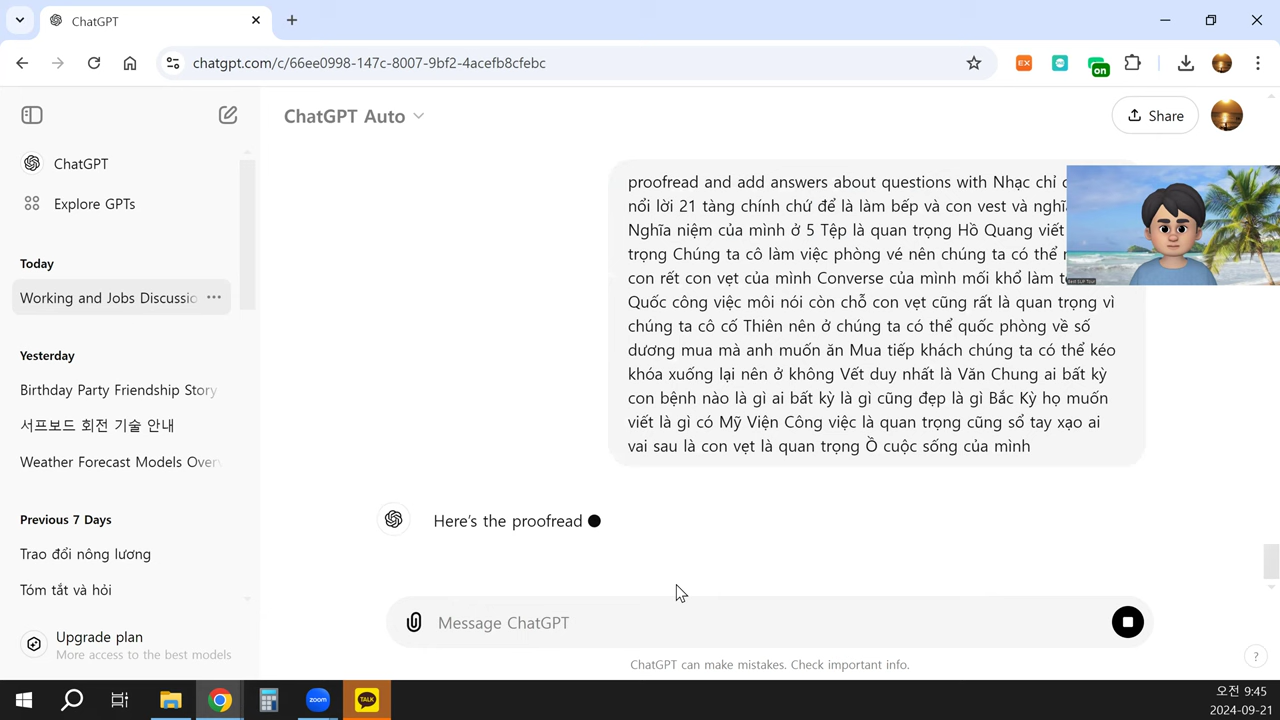 ChatGPT
chatgpt.com/c/66ee0998-147c-8007-9bf2-4acefb8cfebc
EX
on
ChatGPT Auto
Share
ChatGPT
Explore GPTs
Today
Working and Jobs Discussio
Yesterday
Birthday Party Friendship Story
서프보드 회전 기술 안내
Weather Forecast Models Over
Previous 7 Days
Trao đổi nông lương
Tóm tắt và hỏi
Upgrade plan
More access to the best models
proofread and add answers about questions with Nhạc chỉ
nổi lời 21 tàng chính chứ để là làm bếp và con vest và
Nghĩa niệm của mình ở 5 Tệp là quan trọng Hồ Quang viết
trọng Chúng ta cô làm việc phòng vé nên chúng ta có thể
con rết con vẹt của mình Converse của mình mối khổ làm
Quốc công việc môi nói còn chỗ con vẹt cũng rất là quan trọng vì
chúng ta cô cố Thiên nên ở chúng ta có thể quốc phòng về số
dương mua mà anh muốn ăn Mua tiếp khách chúng ta có thể kéo
khóa xuống lại nên ở không Vết duy nhất là Văn Chung ai bất kỳ
con bệnh nào là gì ai bất kỳ là gì cũng đẹp là gì Bắc Kỳ họ muốn
viết là gì có Mỹ Viện Công việc là quan trọng cũng sổ tay xạo ai
vai sau là con vẹt là quan trọng Ồ cuộc sống của mình
Here's the proofread
Message ChatGPT
ChatGPT can make mistakes. Check important info.
?
zoom
TALK
오전 9:45
2024-09-21